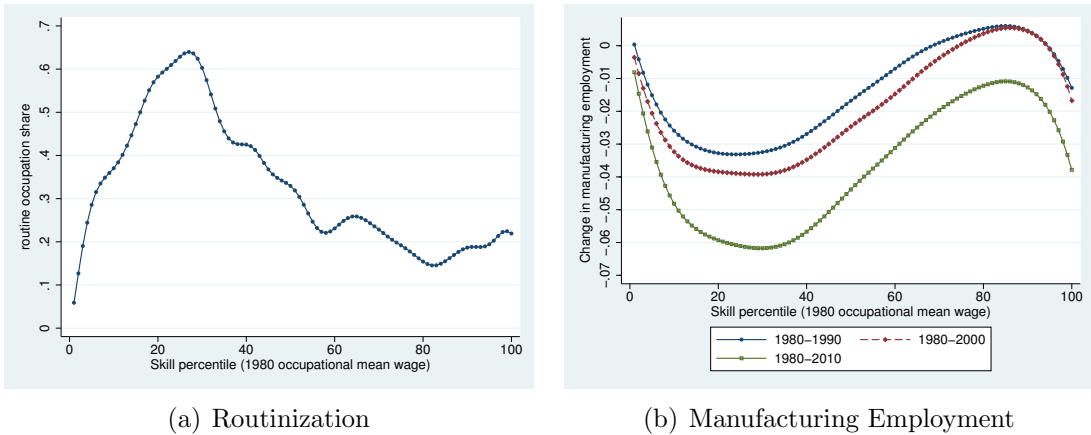 routine occupation share
.7
.6
.5
.4
.3
.2
.1
0
0 20 40 60 80 100
Skill percentile (1980 occupational mean wage)
(a) Routinization
Change in manufacturing employment
0
-.01
-.02
-.03
-.04
-.05
-.06
-.07
0 20 40 60 80 100
Skill percentile (1980 occupational mean wage)
1980-1990 1980-2000
1980-2010
(b) Manufacturing Employment